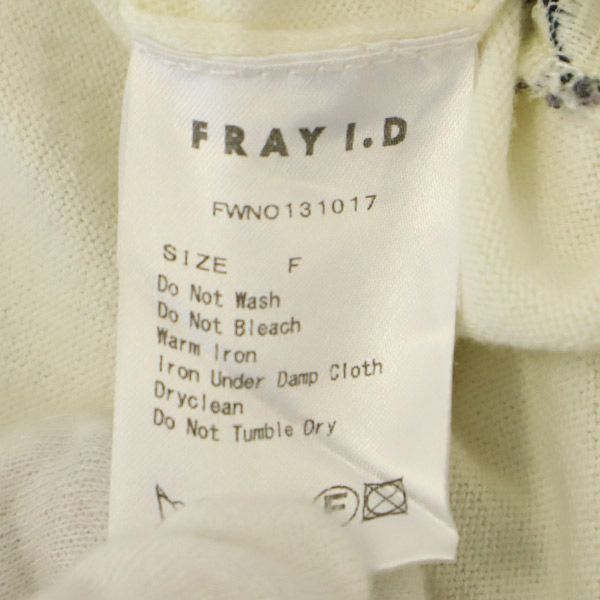 FRAY I.D
FWNO131017
SIZE F
Do Not Wash
Do Not Bleach
Warm Iron
Iron Under Damp Cloth
Dryclean
Do Not Tumble Dry
F